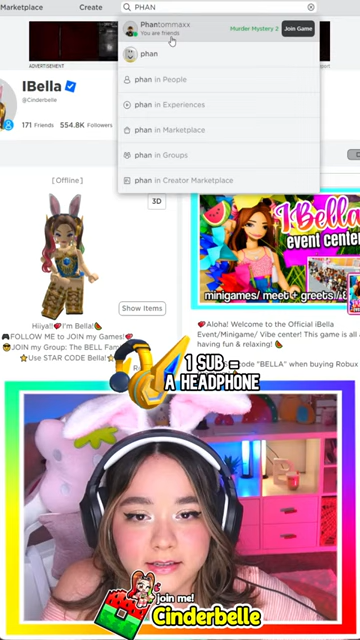 Marketplace
Create
PHAN
Phantommaxx
You are friends
Murder Mystery 2
Join Game
phan
phan in People
phan in Experiences
phan in Marketplace
phan in Groups
phan in Creator Marketplace
ADVERTISEMENT
IBella
@Cinderbelle
171 Friends
554.8K Followers
[Offline]
3D
Show Items
Hiiya!! I'm Bella!
FOLLOW ME to JOIN my Games!
JOIN my Group: The BELL Fam
Use STAR CODE Bella!
IBella
event center
minigames/ meet + greets/
Aloha! Welcome to the Official iBella
Event/Minigame/ Vibe center! This game is all
having fun & relaxing!
code "BELLA" when buying Robux
1 SUB =
A HEADPHONE
join me!
Cinderbelle